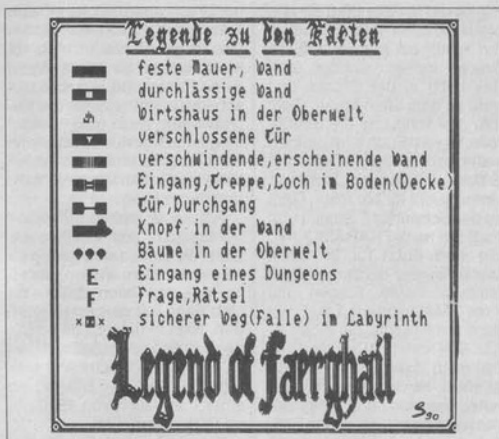 Legende zu den Karten
feste Mauer, Wand
durchlässige Wand
Wirtshaus in der Oberwelt
verschlossene Tür
verschwindende,erscheinende Wand
Eingang,Treppe,Loch im Boden(Decke)
Tür,Durchgang
Knopf in der Wand
Bäume in der Oberwelt
E Eingang eines Dungeons
F Frage,Rätsel
sicherer Weg(Falle) im Labyrinth
Legend of Faerghail
S90